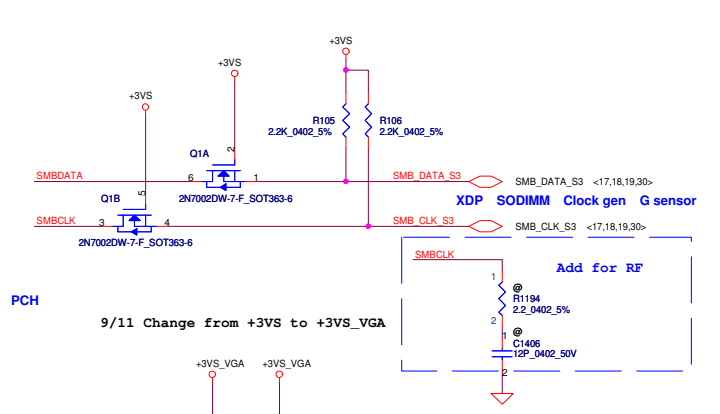 +3VS
+3VS
+3VS
R105
2.2K_0402_5%
R106
2.2K_0402_5%
2
Q1A
SMBDATA
6
1
SMB_DATA_S3
SMB_DATA_S3 <17,18,19,30>
5
Q1B
2N7002DW-7-F_SOT363-6
XDP SODIMM Clock gen G sensor
SMBCLK
3
4
SMB_CLK_S3
SMB_CLK_S3 <17,18,19,30>
2N7002DW-7-F_SOT363-6
SMBCLK
Add for RF
1
@
R1194
2.2_0402_5%
2
PCH
9/11 Change from +3VS to +3VS_VGA
@
1
C1406
12P_0402_50V
2
+3VS_VGA
+3VS_VGA